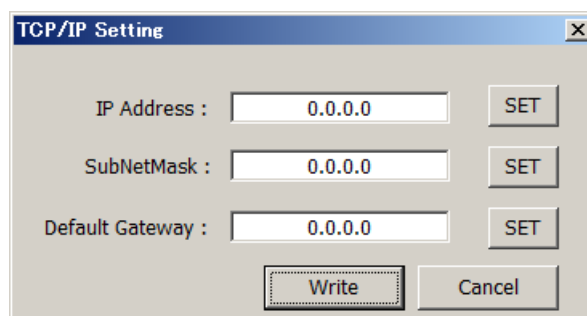 TCP/IP Setting
IP Address : 0.0.0.0 SET
SubNetMask : 0.0.0.0 SET
Default Gateway : 0.0.0.0 SET
Write Cancel